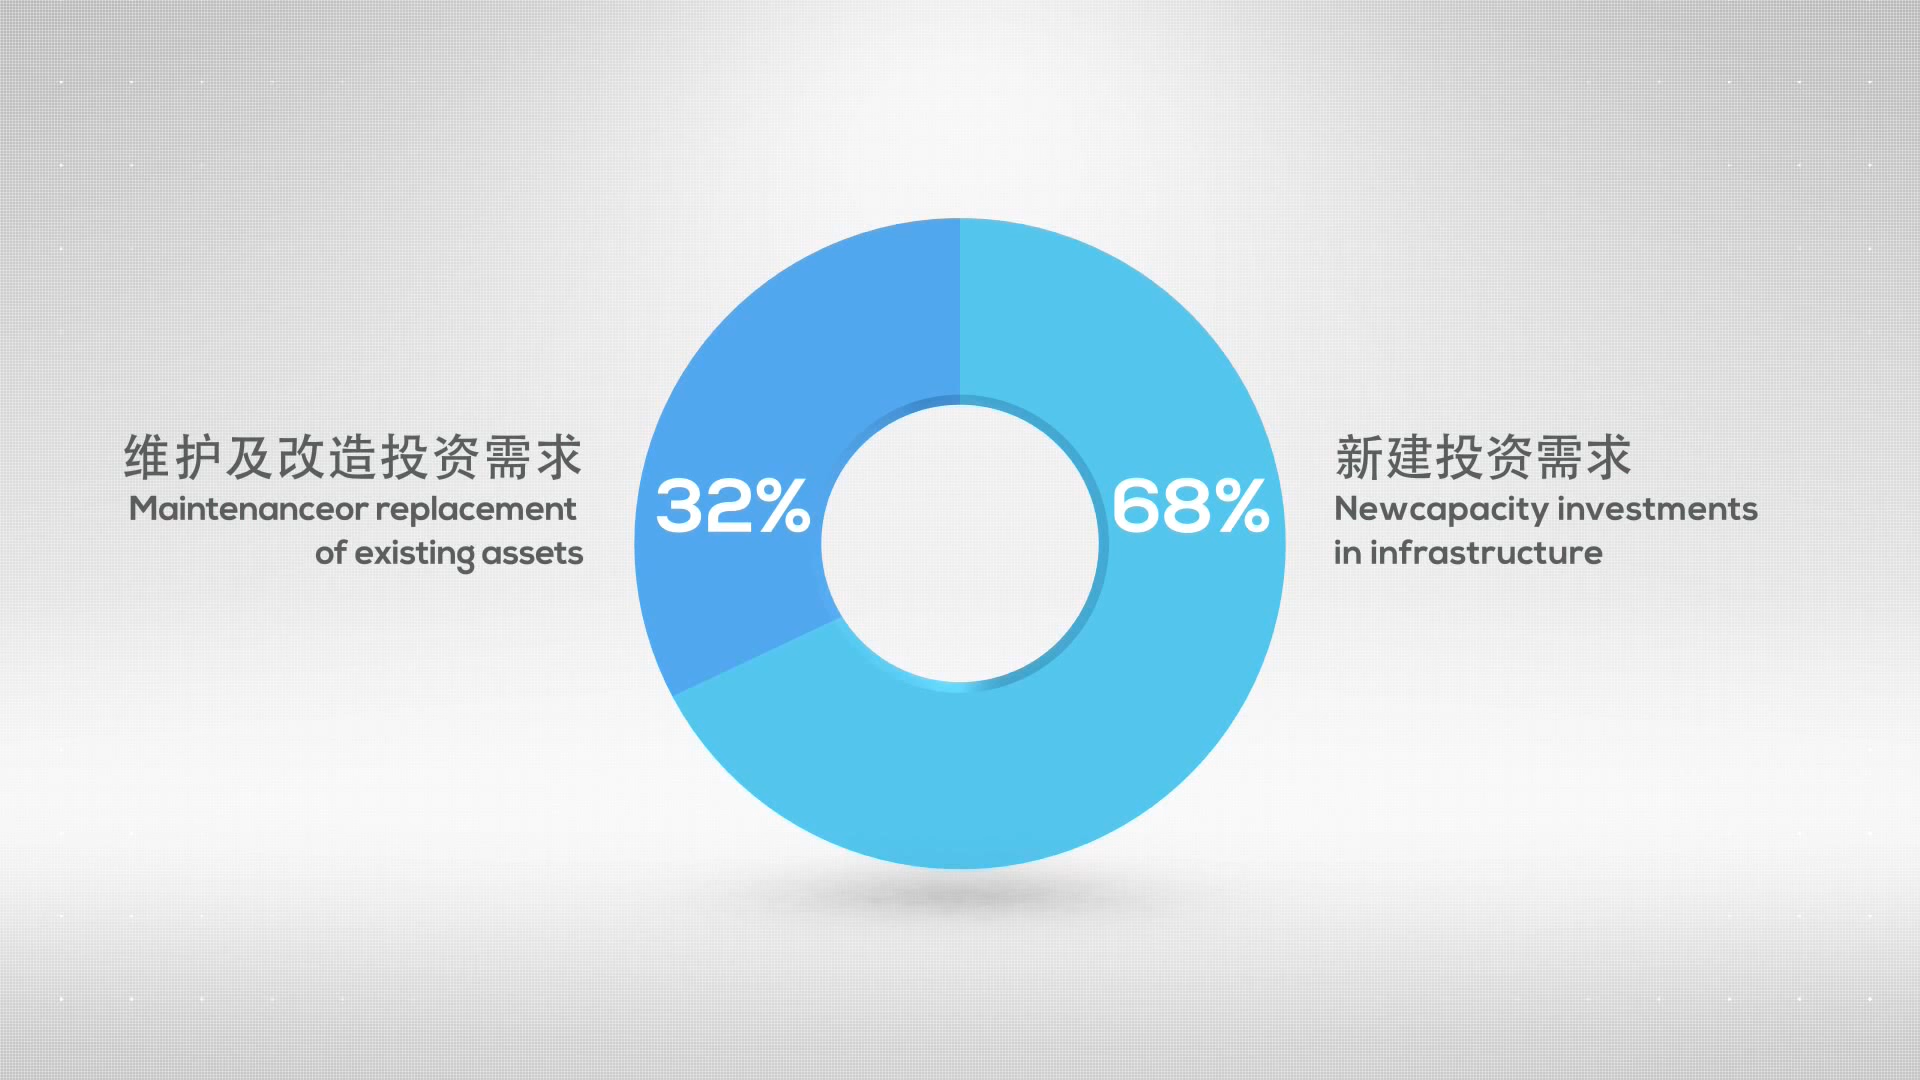 维护及改造投资需求
Maintenanceor replacement
of existing assets
32%
68%
新建投资需求
Newcapacity investments
in infrastructure